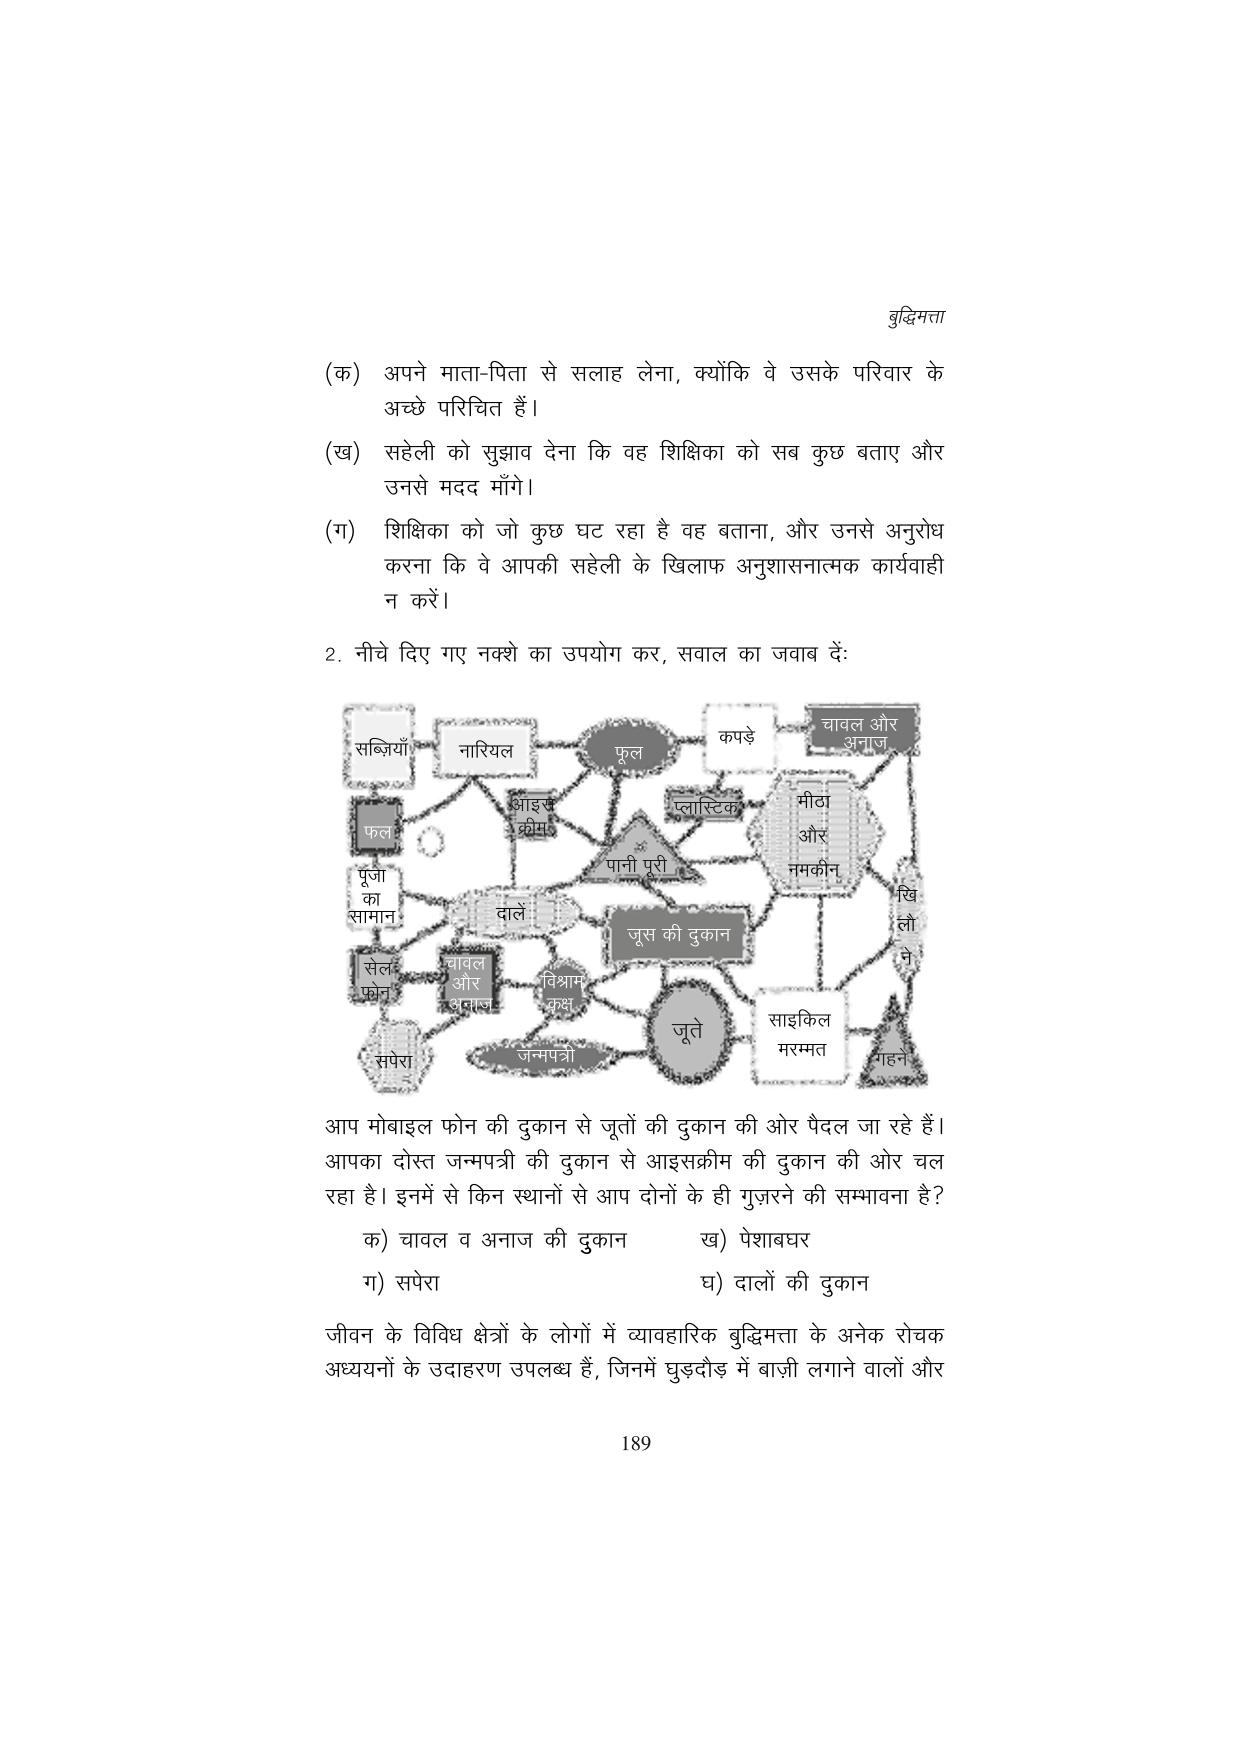 बुद्धिमत्ता
(क) अपने माता-पिता से सलाह लेना, क्योंकि वे उसके परिवार के
अच्छे परिचित हैं।
(ख) सहेली को सुझाव देना कि वह शिक्षिका को सब कुछ बताए और
उनसे मदद माँगे।
(ग) शिक्षिका को जो कुछ घट रहा है वह बताना, और उनसे अनुरोध
करना कि वे आपकी सहेली के खिलाफ अनुशासनात्मक कार्यवाही
न करें।
2. नीचे दिए गए नक्शे का उपयोग कर, सवाल का जवाब दें:
सब्ज़ियाँ
नारियल
फूल
कपड़े
चावल और
अनाज
फल
आइस
क्रीम
प्लास्टिक
मीठा
और
नमकीन
पानी पूरी
पूजा
का
सामान
दालें
जूस की दुकान
खि
लौ
ने
सेल
फोन
चावल
और
अनाज
विश्राम
कक्ष
जूते
साइकिल
मरम्मत
सपेरा
जन्मपत्री
गहने
आप मोबाइल फोन की दुकान से जूतों की दुकान की ओर पैदल जा रहे हैं।
आपका दोस्त जन्मपत्री की दुकान से आइसक्रीम की दुकान की ओर चल
रहा है। इनमें से किन स्थानों से आप दोनों के ही गुज़रने की सम्भावना है?
क) चावल व अनाज की दुकान ख) पेशाबघर
ग) सपेरा घ) दालों की दुकान
जीवन के विविध क्षेत्रों के लोगों में व्यावहारिक बुद्धिमत्ता के अनेक रोचक
अध्ययनों के उदाहरण उपलब्ध हैं, जिनमें घुड़दौड़ में बाज़ी लगाने वालों और
189